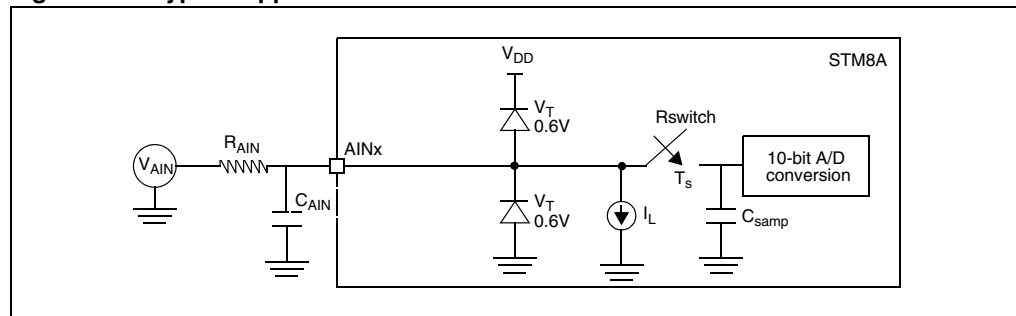 V_DD
STM8A
V_T
0.6V
Rswitch
R_AIN
AINx
V_AIN
10-bit A/D
conversion
T_s
C_AIN
V_T
0.6V
I_L
C_samp